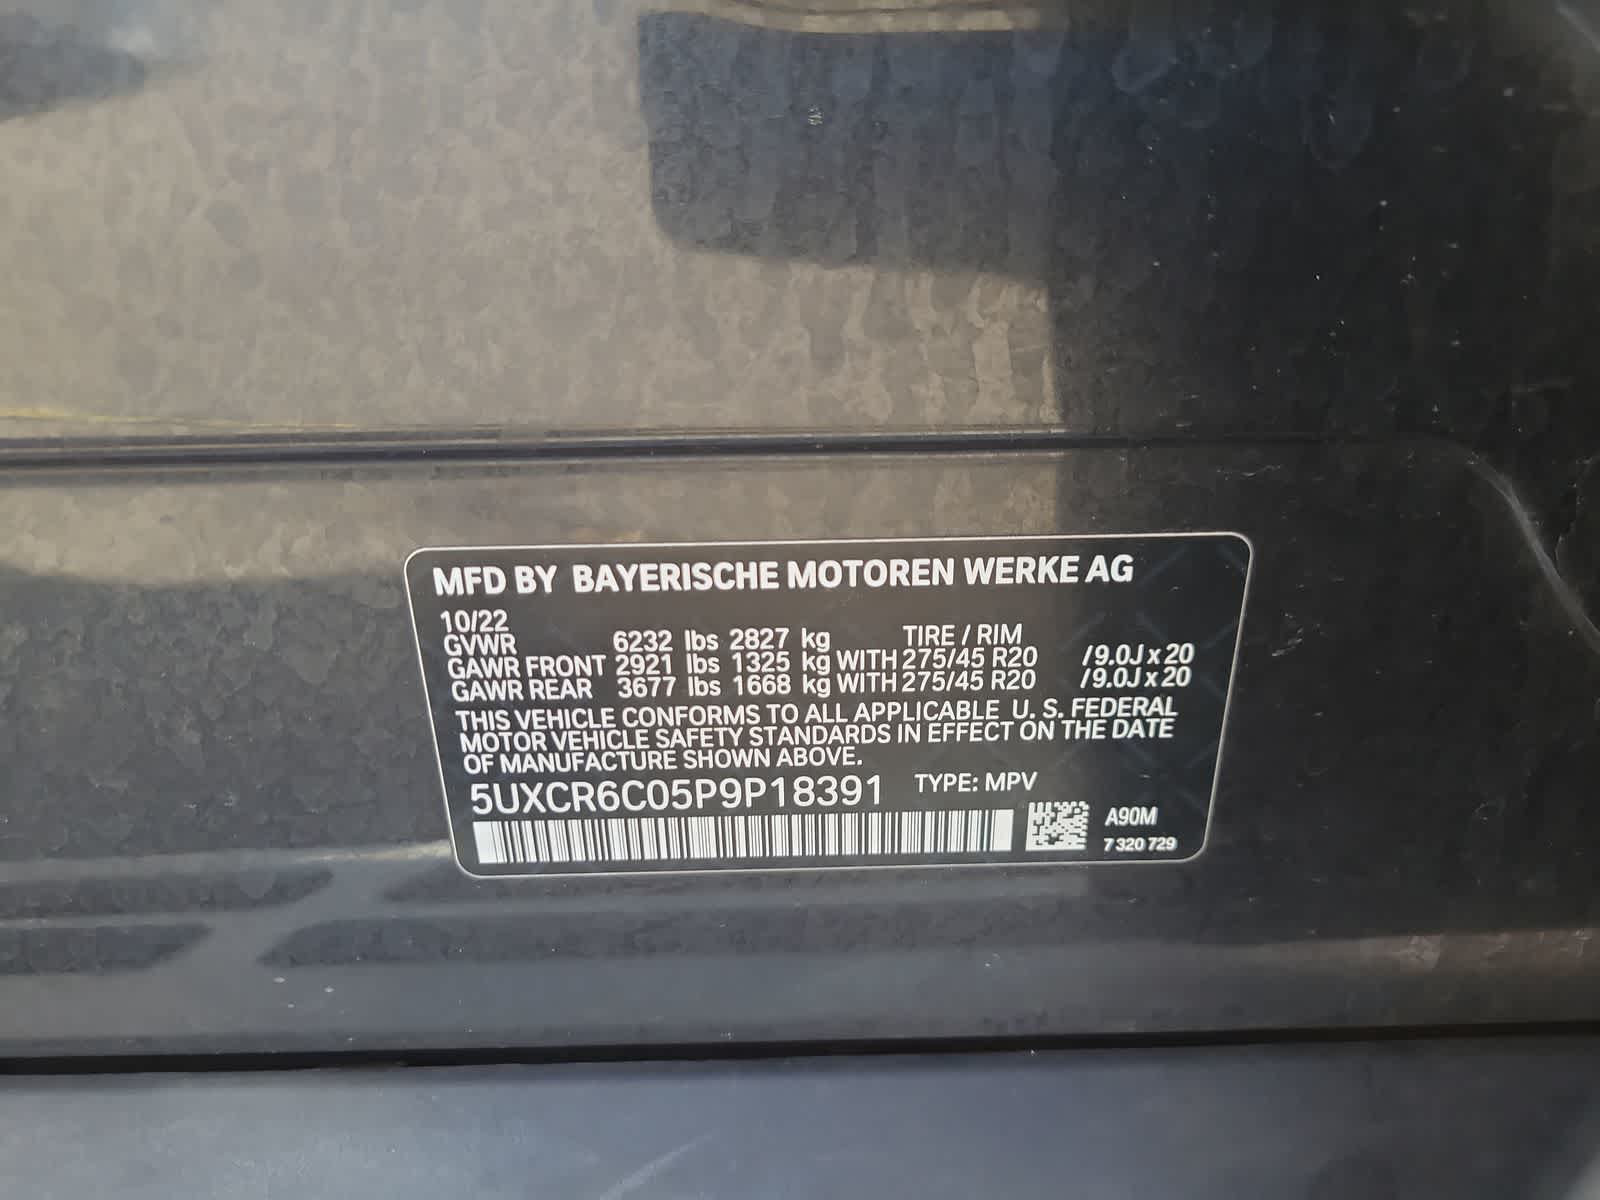 MFD BY BAYERISCHE MOTOREN WERKE AG
10/22
GVWR 6232 lbs 2827 kg TIRE / RIM
GAWR FRONT 2921 lbs 1325 kg WITH 275/45 R20 /9.0J x 20
GAWR REAR 3677 lbs 1668 kg WITH 275/45 R20 /9.0J x 20
THIS VEHICLE CONFORMS TO ALL APPLICABLE U. S. FEDERAL
MOTOR VEHICLE SAFETY STANDARDS IN EFFECT ON THE DATE
OF MANUFACTURE SHOWN ABOVE.
5UXCR6C05P9P18391 TYPE: MPV
A90M
7 320 729